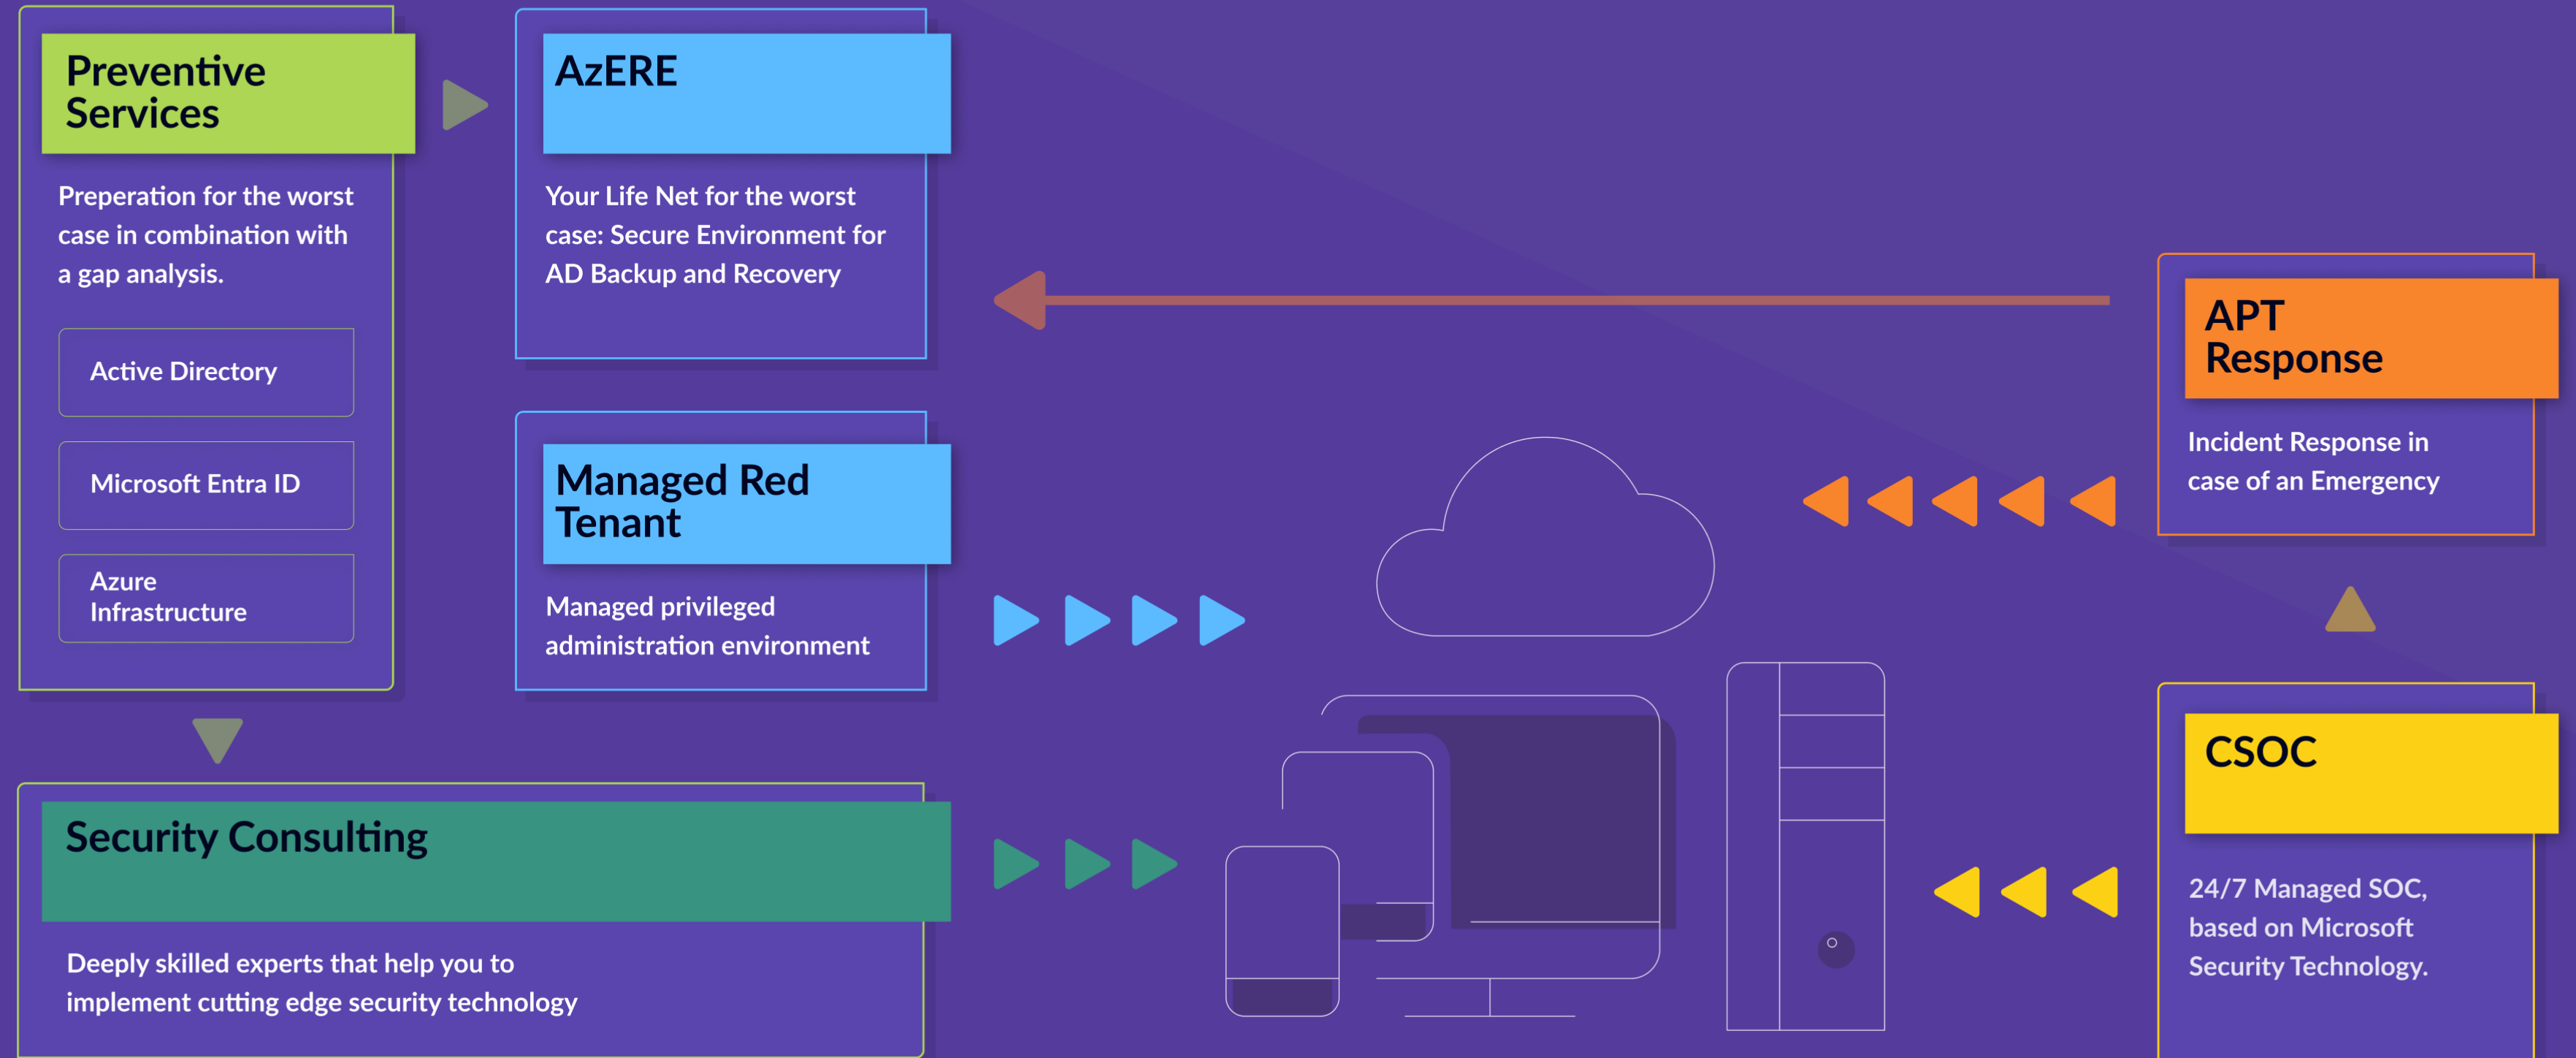 Preventive
Services
Preperation for the worst
case in combination with
a gap analysis.
Active Directory
Microsoft Entra ID
Azure
Infrastructure
AzERE
Your Life Net for the worst
case: Secure Environment for
AD Backup and Recovery
Managed Red
Tenant
Managed privileged
administration environment
Security Consulting
Deeply skilled experts that help you to
implement cutting edge security technology
APT
Response
Incident Response in
case of an Emergency
CSOC
24/7 Managed SOC,
based on Microsoft
Security Technology.